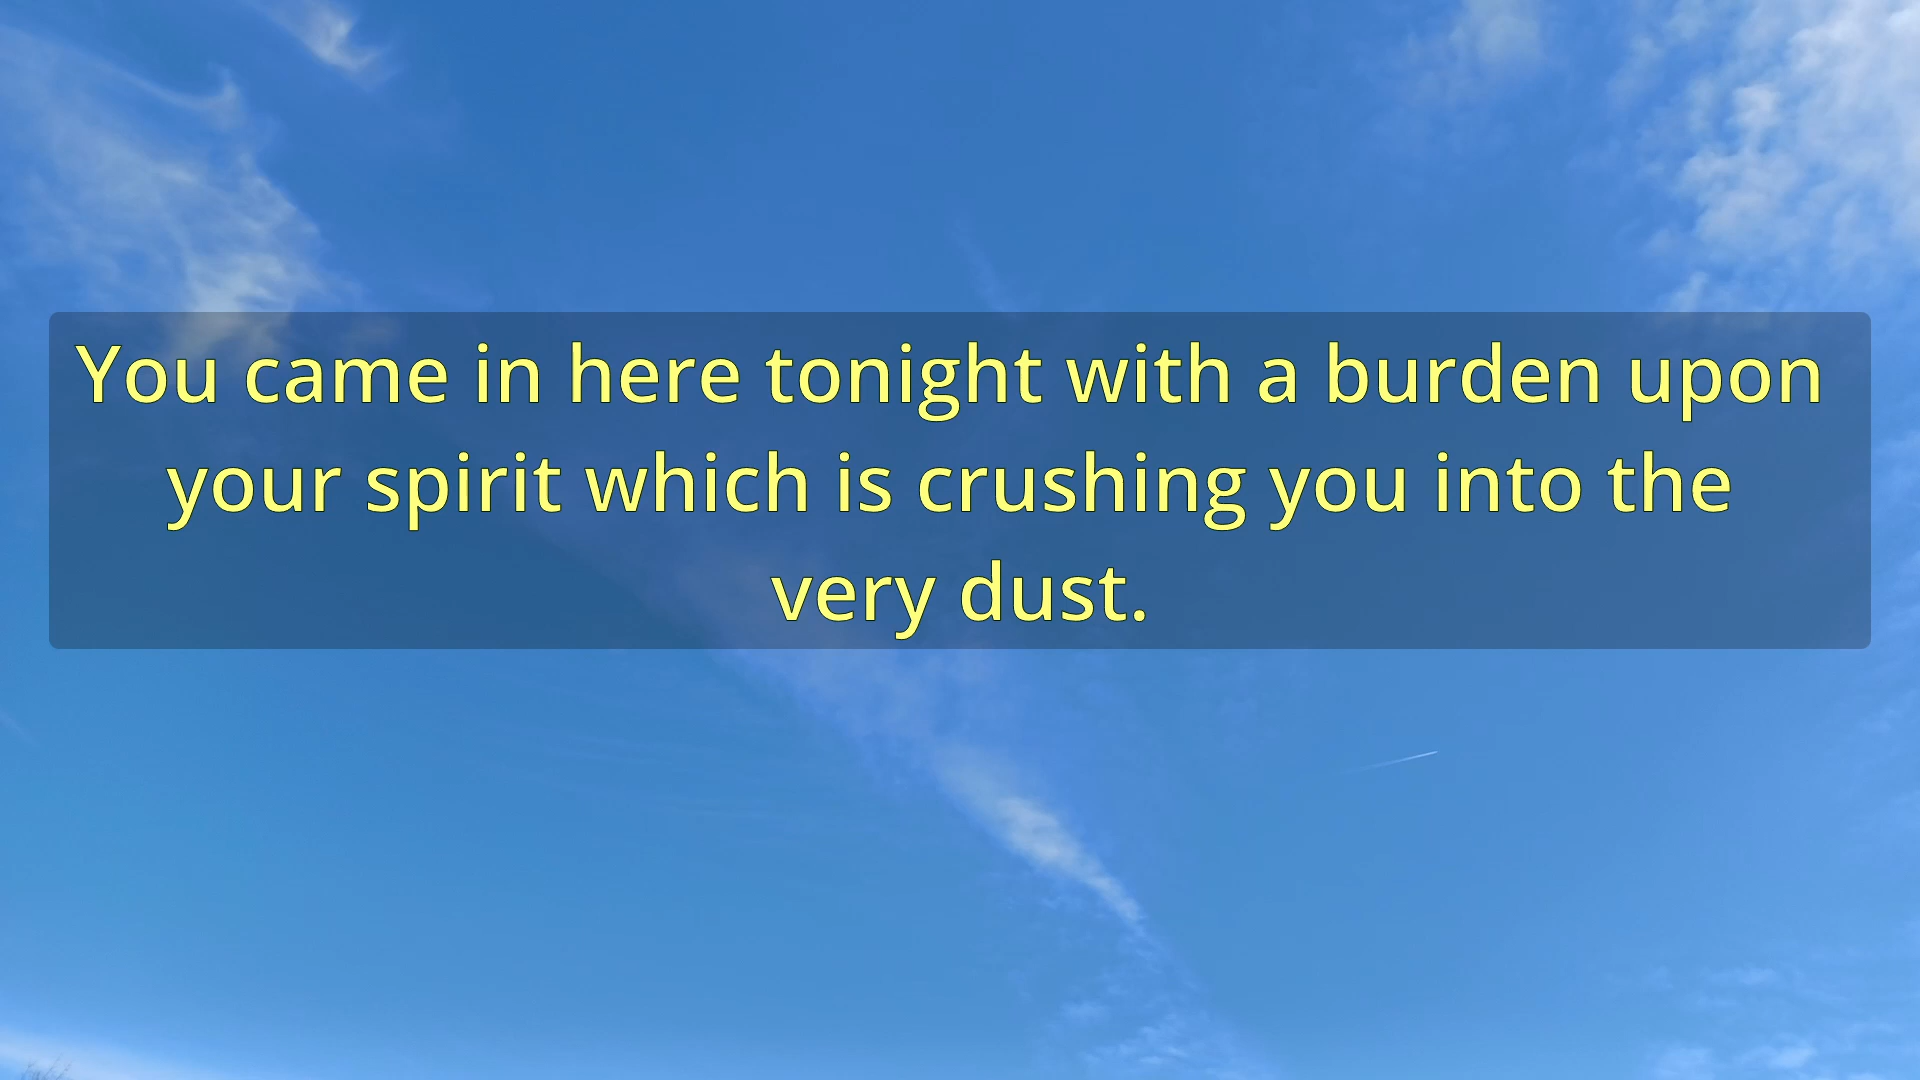 You came in here tonight with a burden upon
your spirit which is crushing you into the
very dust.